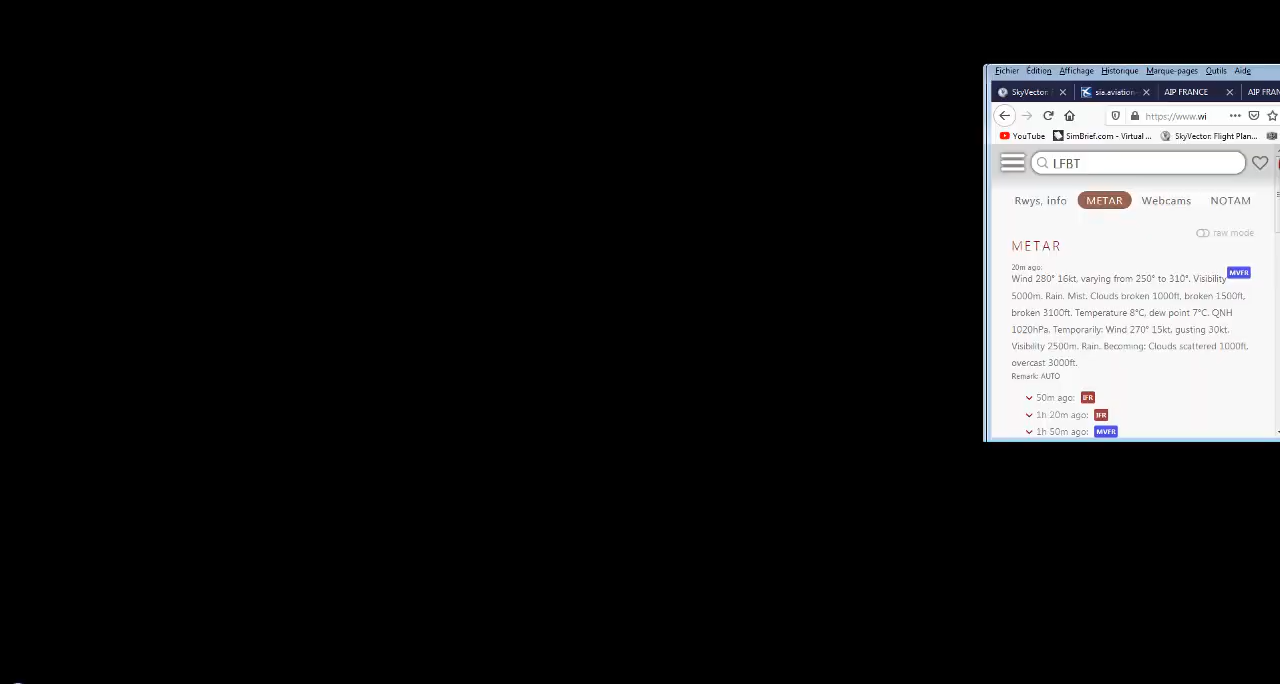 Fichier Édition Affichage Historique Marque-pages Outils Aide
SkyVector: sia.aviation- AIP FRANCE AIP FRAN
https://www.wi
YouTube SimBrief.com - Virtual ... SkyVector: Flight Plan...
LFBT
Rwys, info METAR Webcams NOTAM
raw mode
METAR
20m ago:
MVFR
Wind 280° 16kt, varying from 250° to 310°. Visibility
5000m. Rain. Mist. Clouds broken 1000ft, broken 1500ft,
broken 3100ft. Temperature 8°C, dew point 7°C. QNH
1020hPa. Temporarily: Wind 270° 15kt, gusting 30kt.
Visibility 2500m. Rain. Becoming: Clouds scattered 1000ft,
overcast 3000ft.
Remark: AUTO
50m ago: IFR
1h 20m ago: IFR
1h 50m ago: MVFR